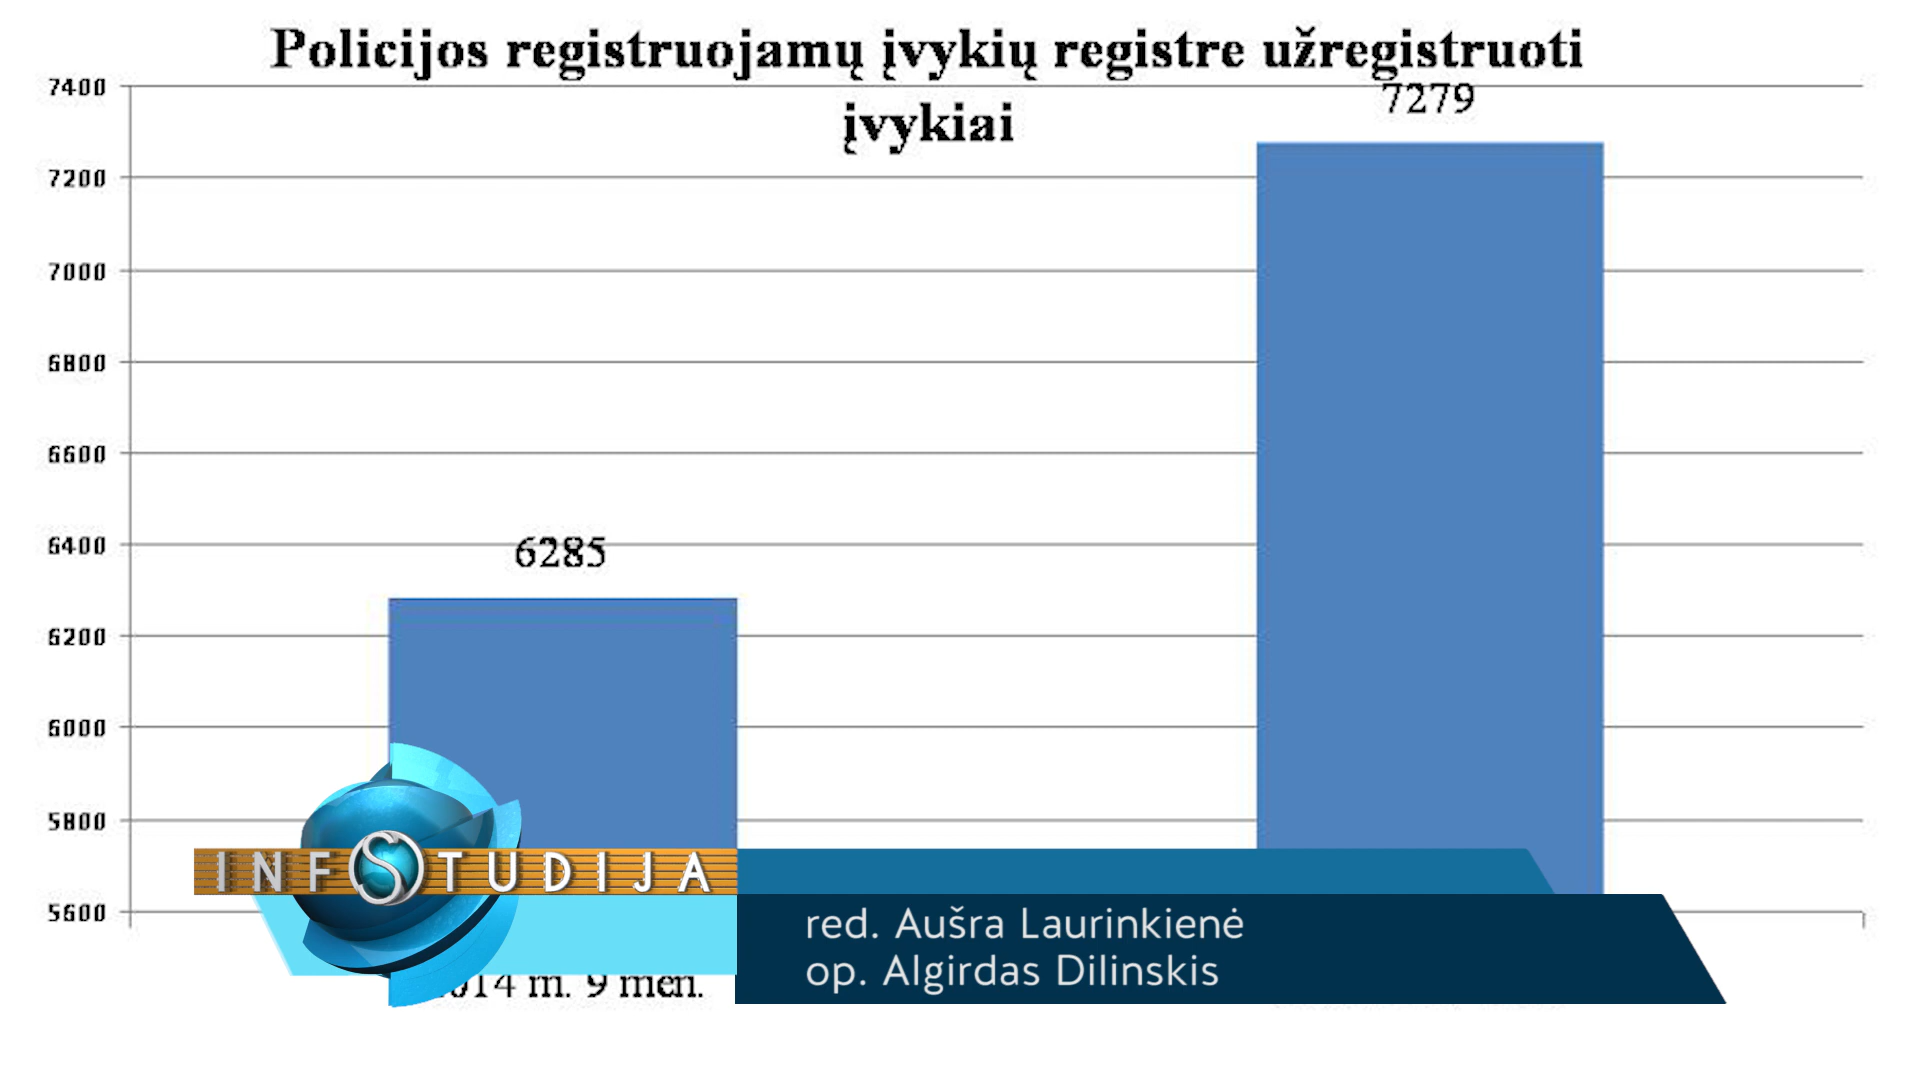 Policijos registruojamų įvykių registre užregistruoti
įvykiai
7400
7279
7200
7000
6800
6600
6400
6285
6200
6000
5800
INFOSTUDIJA
5600
red. Aušra Laurinkienė
op. Algirdas Dilinskis
m. 9 mėn.